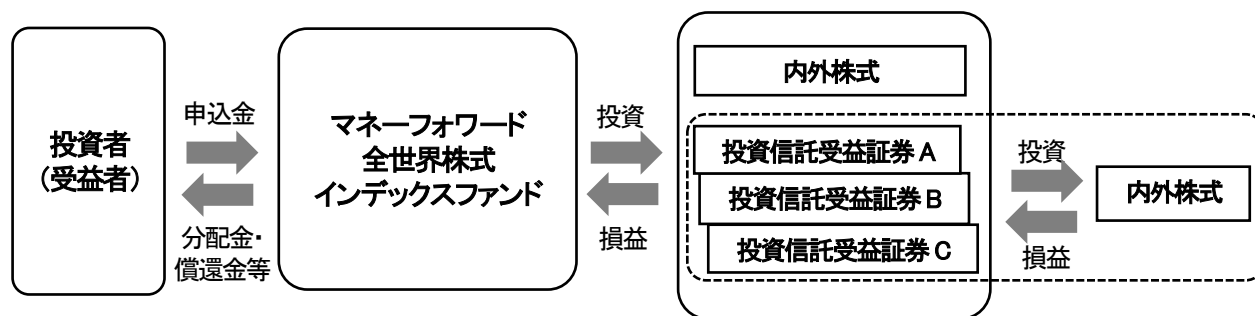 投資者
（受益者）
申込金
分配金・
償還金等
マネーフォワード
全世界株式
インデックスファンド
投資
損益
内外株式
投資信託受益証券A
投資信託受益証券B
投資信託受益証券C
投資
損益
内外株式